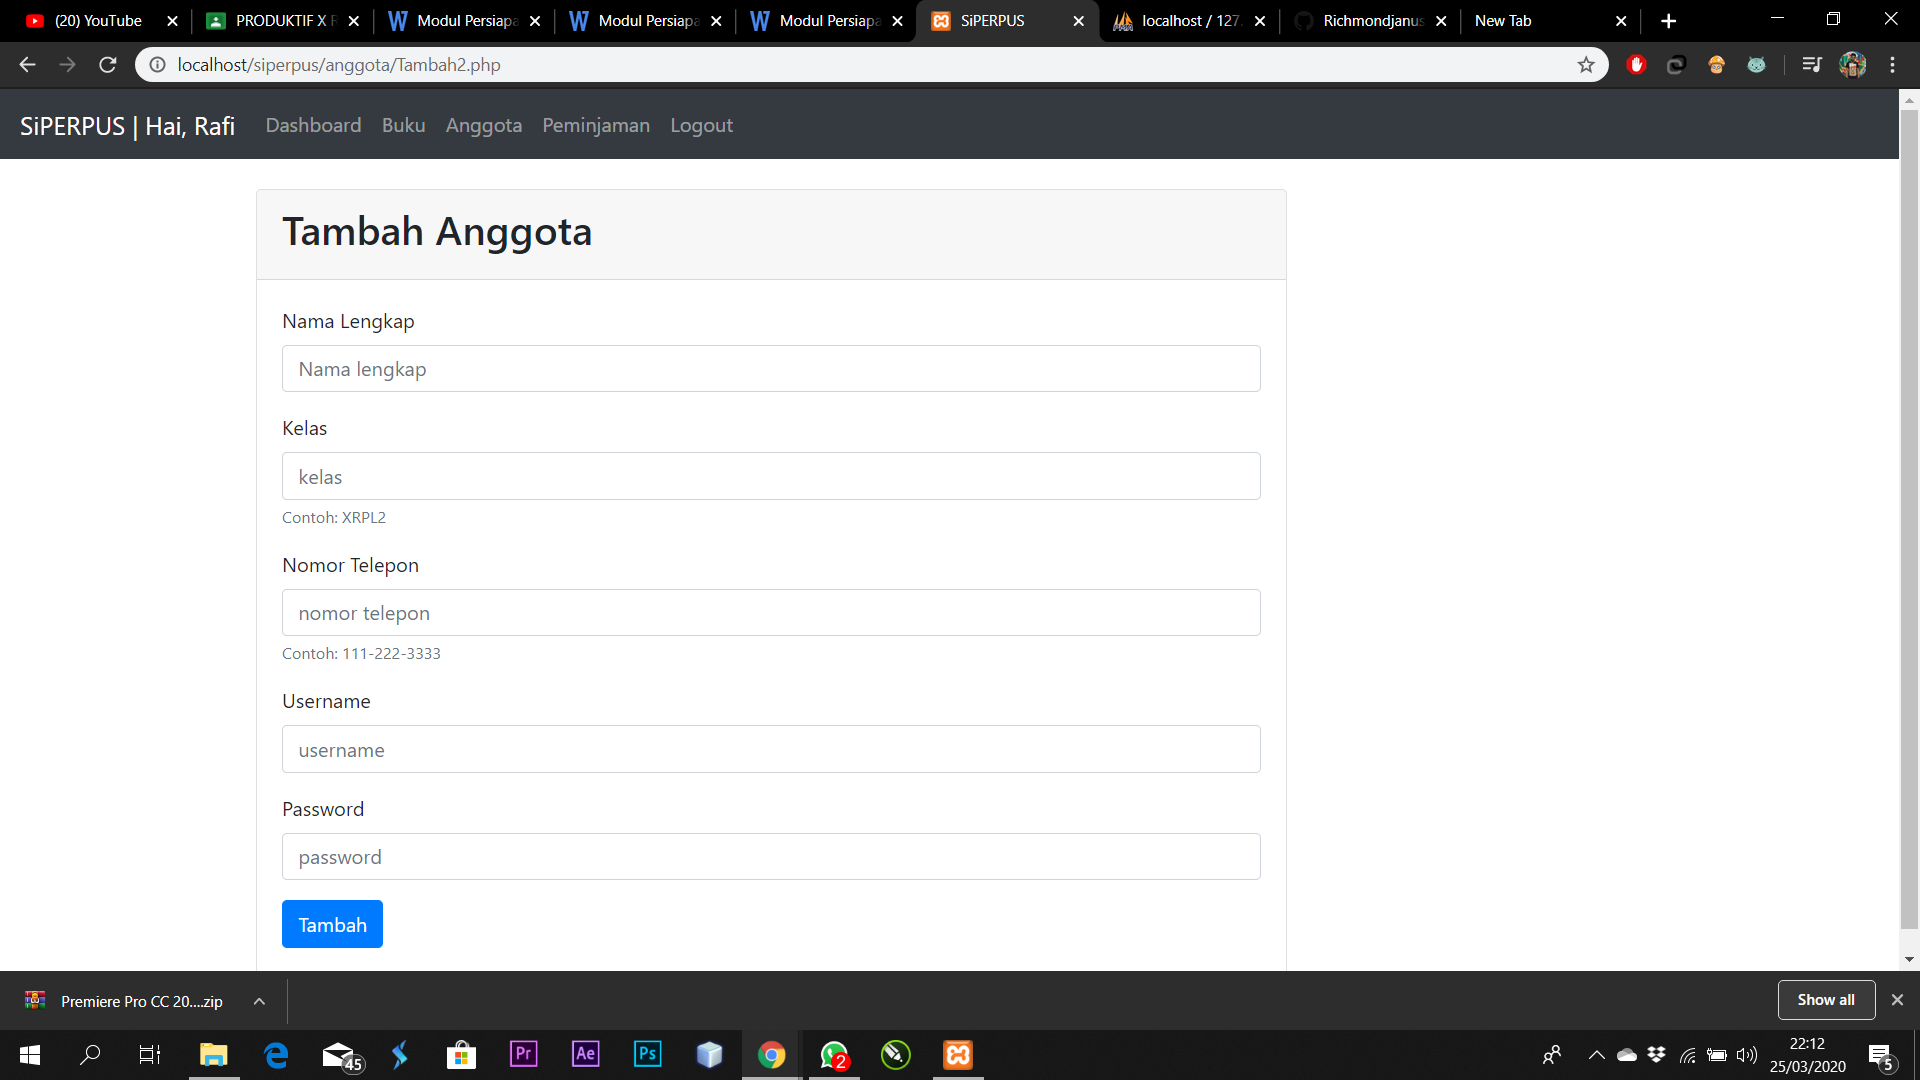 (20) YouTube
PRODUKTIF X R
Modul Persiapa
Modul Persiapa
Modul Persiapa
SiPERPUS
localhost / 127.
Richmondjanus
New Tab
localhost/siperpus/anggota/Tambah2.php
SiPERPUS | Hai, Rafi
Dashboard
Buku
Anggota
Peminjaman
Logout
Tambah Anggota
Nama Lengkap
Nama lengkap
Kelas
kelas
Contoh: XRPL2
Nomor Telepon
nomor telepon
Contoh: 111-222-3333
Username
username
Password
password
Tambah
Premiere Pro CC 20....zip
Show all
45
Pr
Ae
Ps
2
22:12
25/03/2020
5